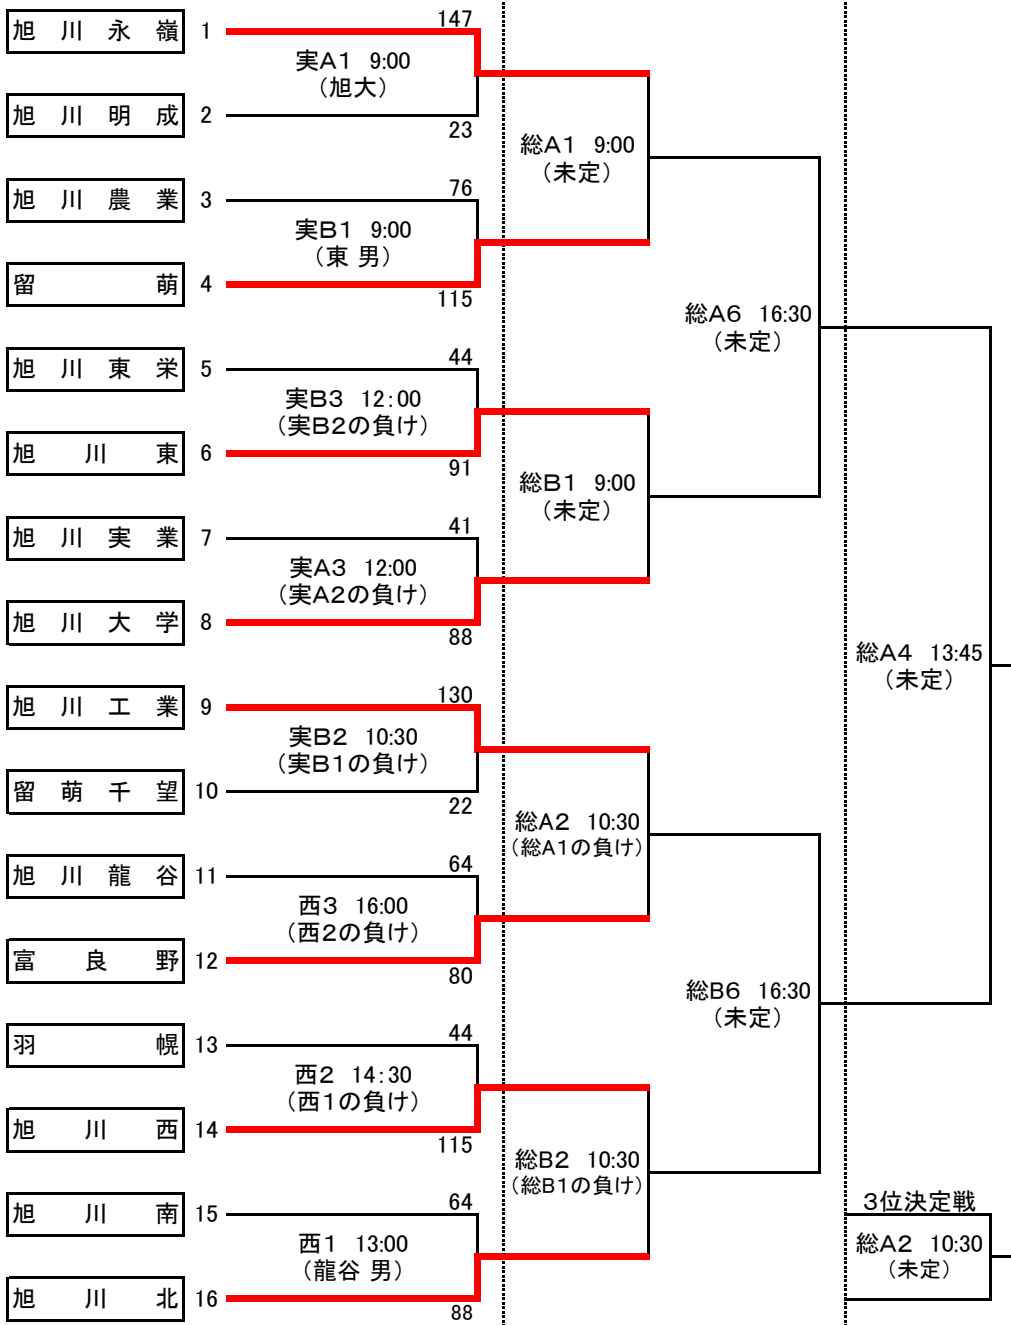 旭川永嶺 1
147
実A1 9:00
（旭大）
旭川明成 2
23
総A1 9:00
（未定）
旭川農業 3
76
実B1 9:00
（東 男）
留萌 4
115
総A6 16:30
（未定）
旭川東栄 5
44
実B3 12:00
（実B2の負け）
旭川東 6
91
総B1 9:00
（未定）
旭川実業 7
41
実A3 12:00
（実A2の負け）
旭川大学 8
88
総A4 13:45
（未定）
旭川工業 9
130
実B2 10:30
（実B1の負け）
留萌千望 10
22
総A2 10:30
（総A1の負け）
旭川龍谷 11
64
西3 16:00
（西2の負け）
富良野 12
80
総B6 16:30
（未定）
羽幌 13
44
西2 14:30
（西1の負け）
旭川西 14
115
総B2 10:30
（総B1の負け）
旭川南 15
64
西1 13:00
（龍谷 男）
旭川北 16
88
3位決定戦
総A2 10:30
（未定）